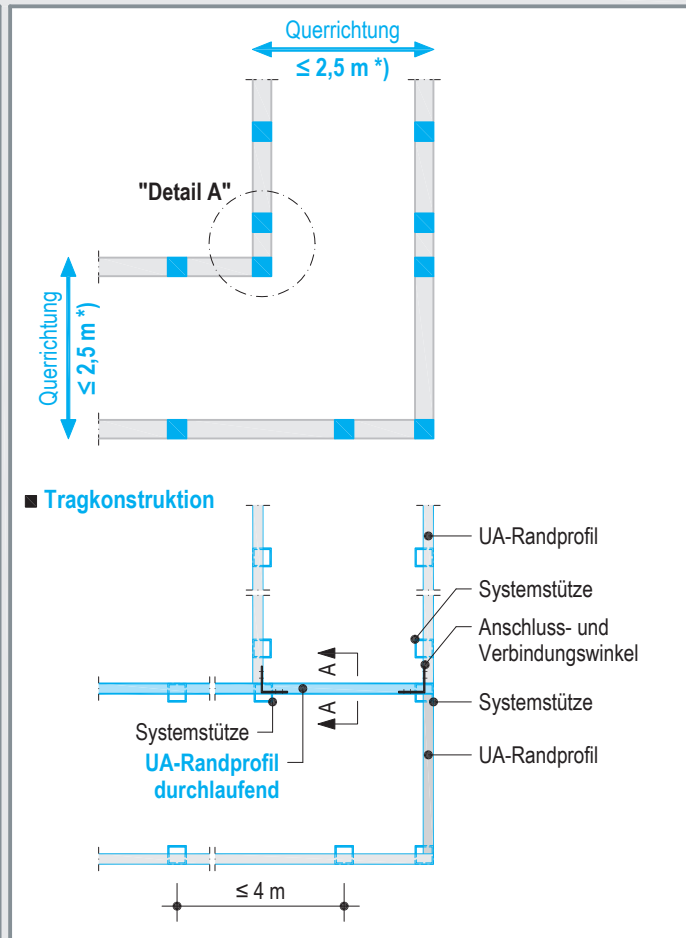 Querrichtung
≤ 2,5 m *)
"Detail A"
Querrichtung
≤ 2,5 m *)
Tragkonstruktion
UA-Randprofil
Systemstütze
Anschluss- und
Verbindungswinkel
A
A
Systemstütze
Systemstütze
UA-Randprofil
durchlaufend
UA-Randprofil
≤ 4 m